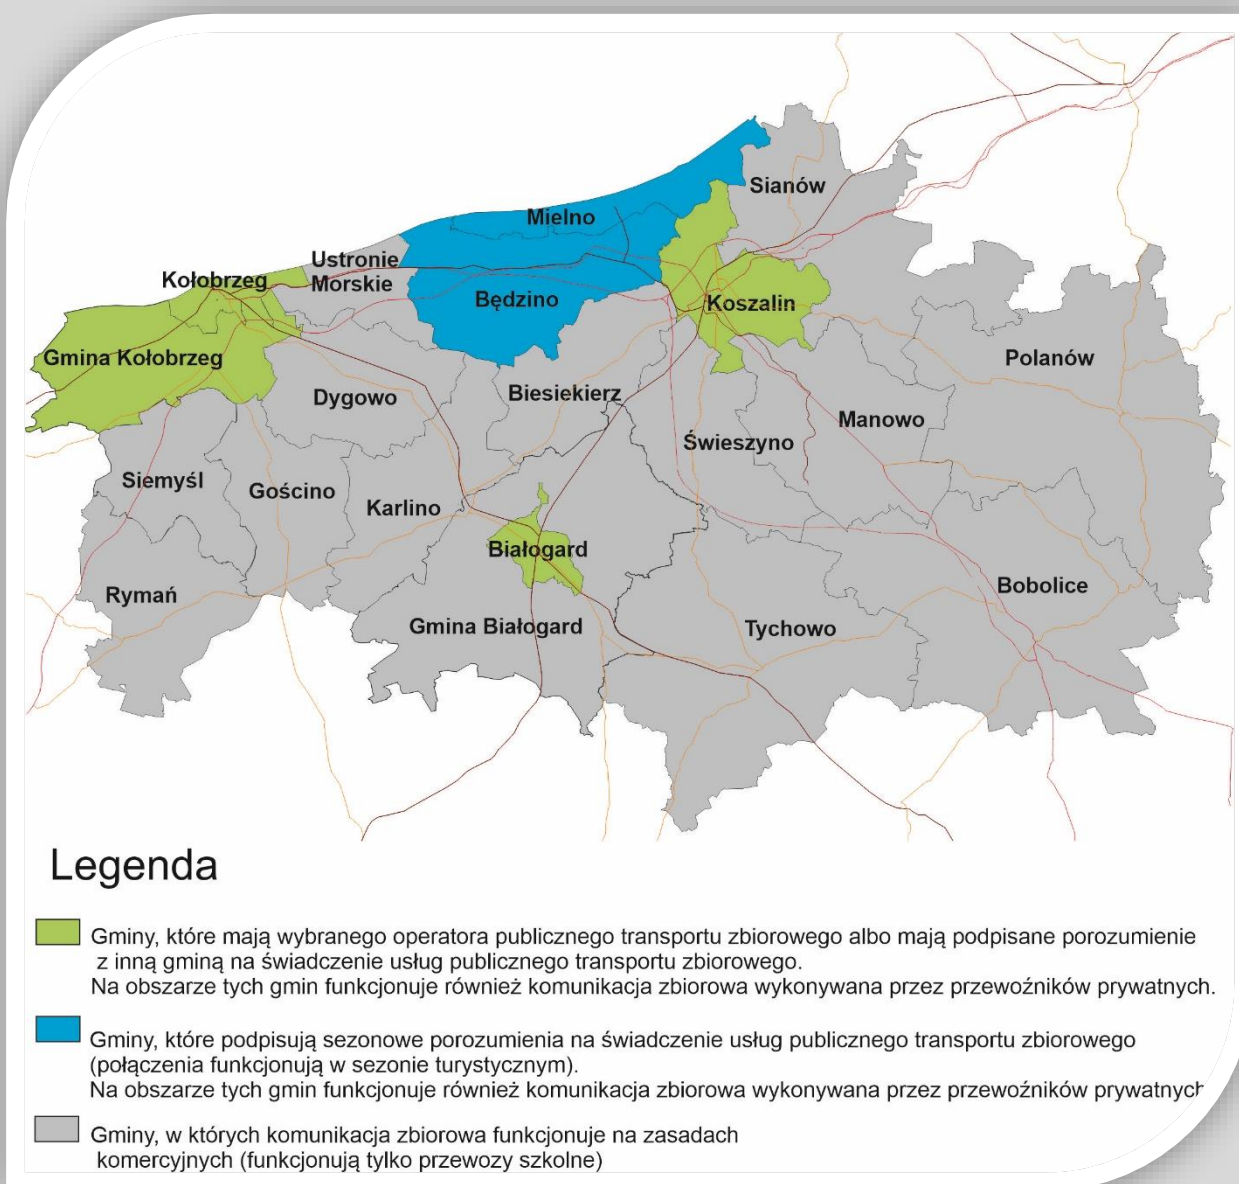 Sianów
Mielno
Ustronie
Morskie
Kołobrzeg
Będzino
Koszalin
Gmina Kołobrzeg
Polanów
Dygowo
Biesiekierz
Manowo
Świeszyno
Siemyśl
Gościno
Karlino
Białogard
Rymań
Bobolice
Gmina Białogard
Tychowo
Legenda
Gminy, które mają wybranego operatora publicznego transportu zbiorowego albo mają podpisane porozumienie
z inną gminą na świadczenie usług publicznego transportu zbiorowego.
Na obszarze tych gmin funkcjonuje również komunikacja zbiorowa wykonywana przez przewoźników prywatnych.
Gminy, które podpisują sezonowe porozumienia na świadczenie usług publicznego transportu zbiorowego
(połączenia funkcjonują w sezonie turystycznym).
Na obszarze tych gmin funkcjonuje również komunikacja zbiorowa wykonywana przez przewoźników prywatnych
Gminy, w których komunikacja zbiorowa funkcjonuje na zasadach
komercyjnych (funkcjonują tylko przewozy szkolne)